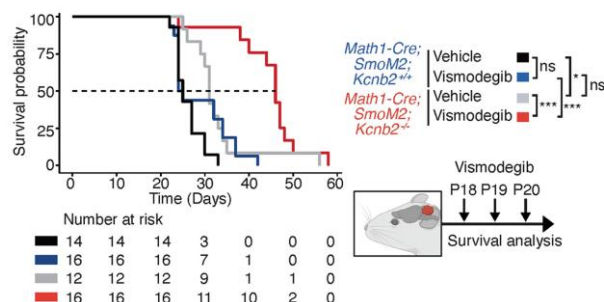 Survival probability
100
75
50
25
0
0 10 20 30 40 50 60
Time (Days)
Number at risk
14 14 14 3 0 0 0
16 16 16 7 1 0 0
12 12 12 9 1 1 0
16 16 16 11 10 2 0
Math1-Cre;
SmoM2;
Kcnb2+/+
Vehicle
Vismodegib
Math1-Cre;
SmoM2;
Kcnb2-/-
Vehicle
Vismodegib
ns
*
ns
***
***
Vismodegib
P18 P19 P20
Survival analysis